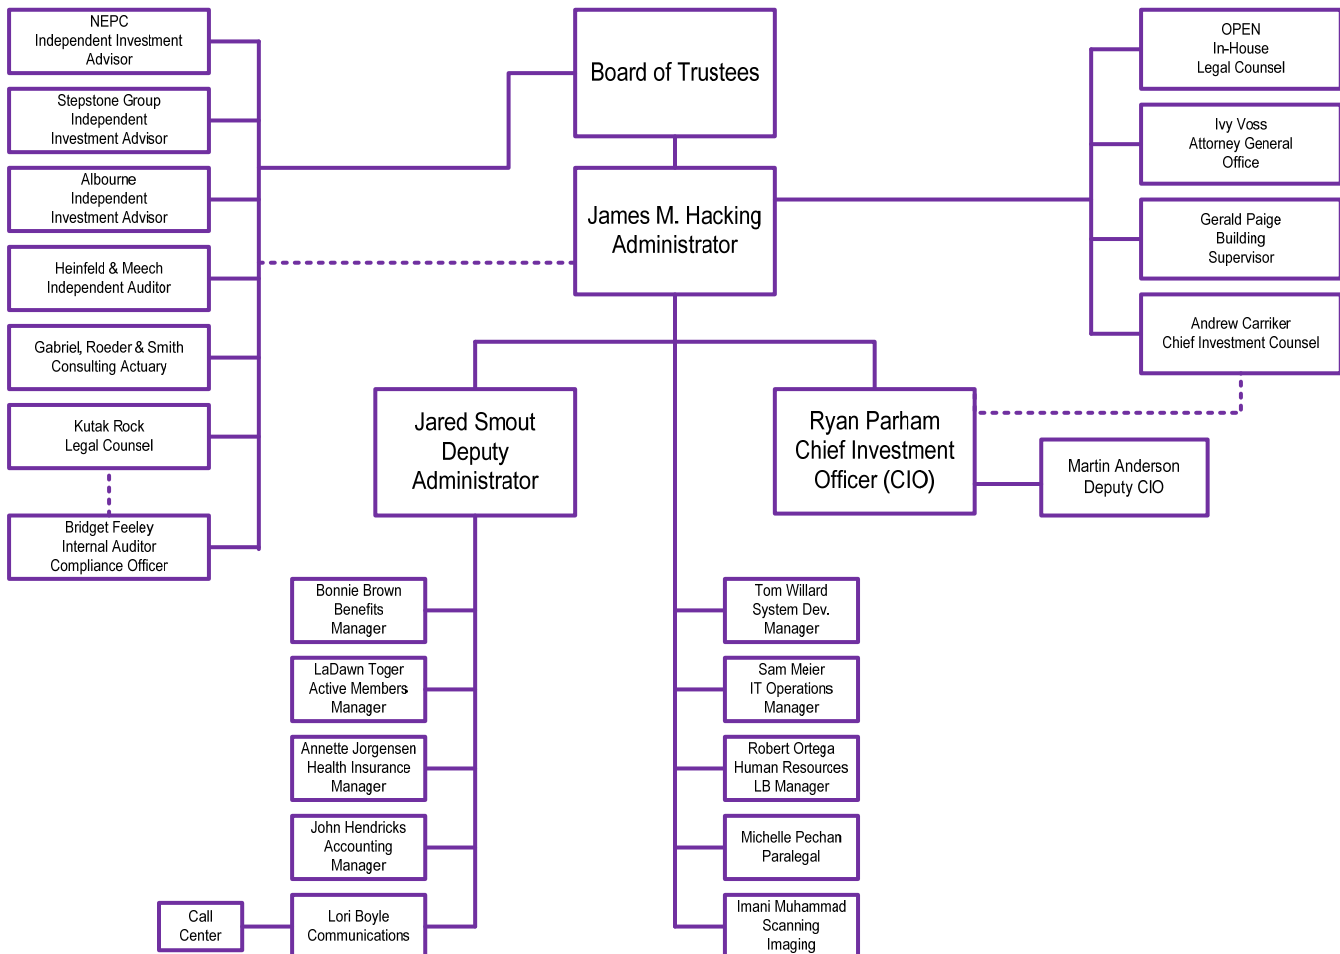 NEPC
Independent Investment
Advisor
Stepstone Group
Independent
Investment Advisor
Albourne
Independent
Investment Advisor
Heinfeld & Meech
Independent Auditor
Gabriel, Roeder & Smith
Consulting Actuary
Kutak Rock
Legal Counsel
Bridget Feeley
Internal Auditor
Compliance Officer
Board of Trustees
James M. Hacking
Administrator
OPEN
In-House
Legal Counsel
Ivy Voss
Attorney General
Office
Gerald Paige
Building
Supervisor
Andrew Carriker
Chief Investment Counsel
Jared Smout
Deputy
Administrator
Ryan Parham
Chief Investment
Officer (CIO)
Martin Anderson
Deputy CIO
Bonnie Brown
Benefits
Manager
LaDawn Toger
Active Members
Manager
Annette Jorgensen
Health Insurance
Manager
John Hendricks
Accounting
Manager
Call
Center
Lori Boyle
Communications
Tom Willard
System Dev.
Manager
Sam Meier
IT Operations
Manager
Robert Ortega
Human Resources
LB Manager
Michelle Pechan
Paralegal
Imani Muhammad
Scanning
Imaging